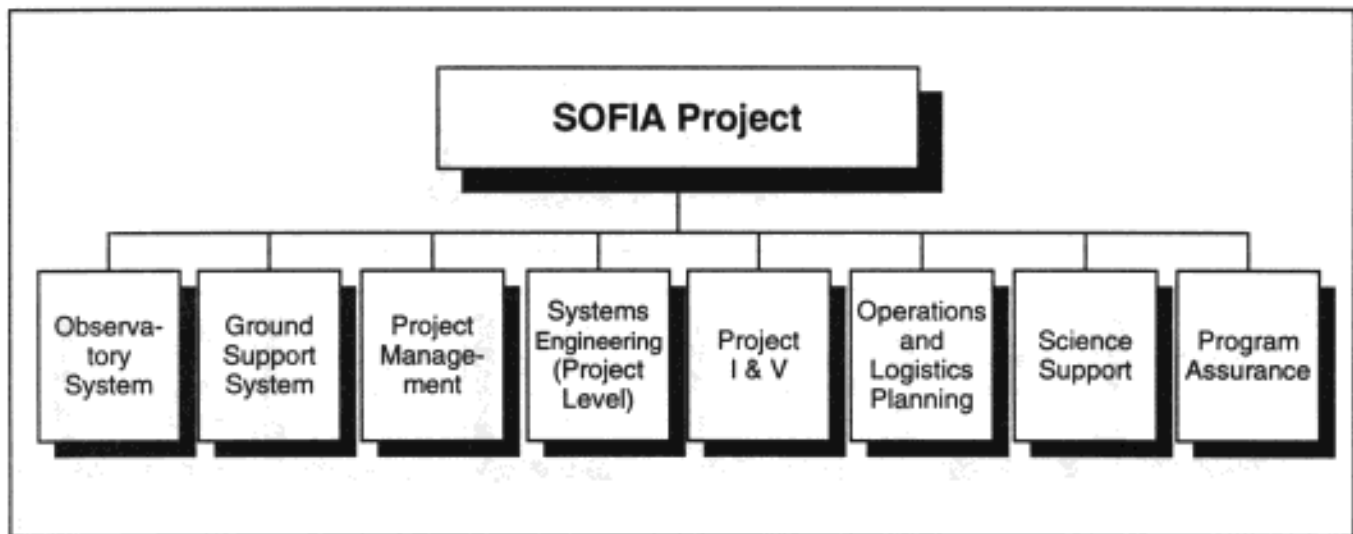 SOFIA Project
Observa-
tory
System
Ground
Support
System
Project
Manage-
ment
Systems
Engineering
(Project
Level)
Project
I & V
Operations
and
Logistics
Planning
Science
Support
Program
Assurance